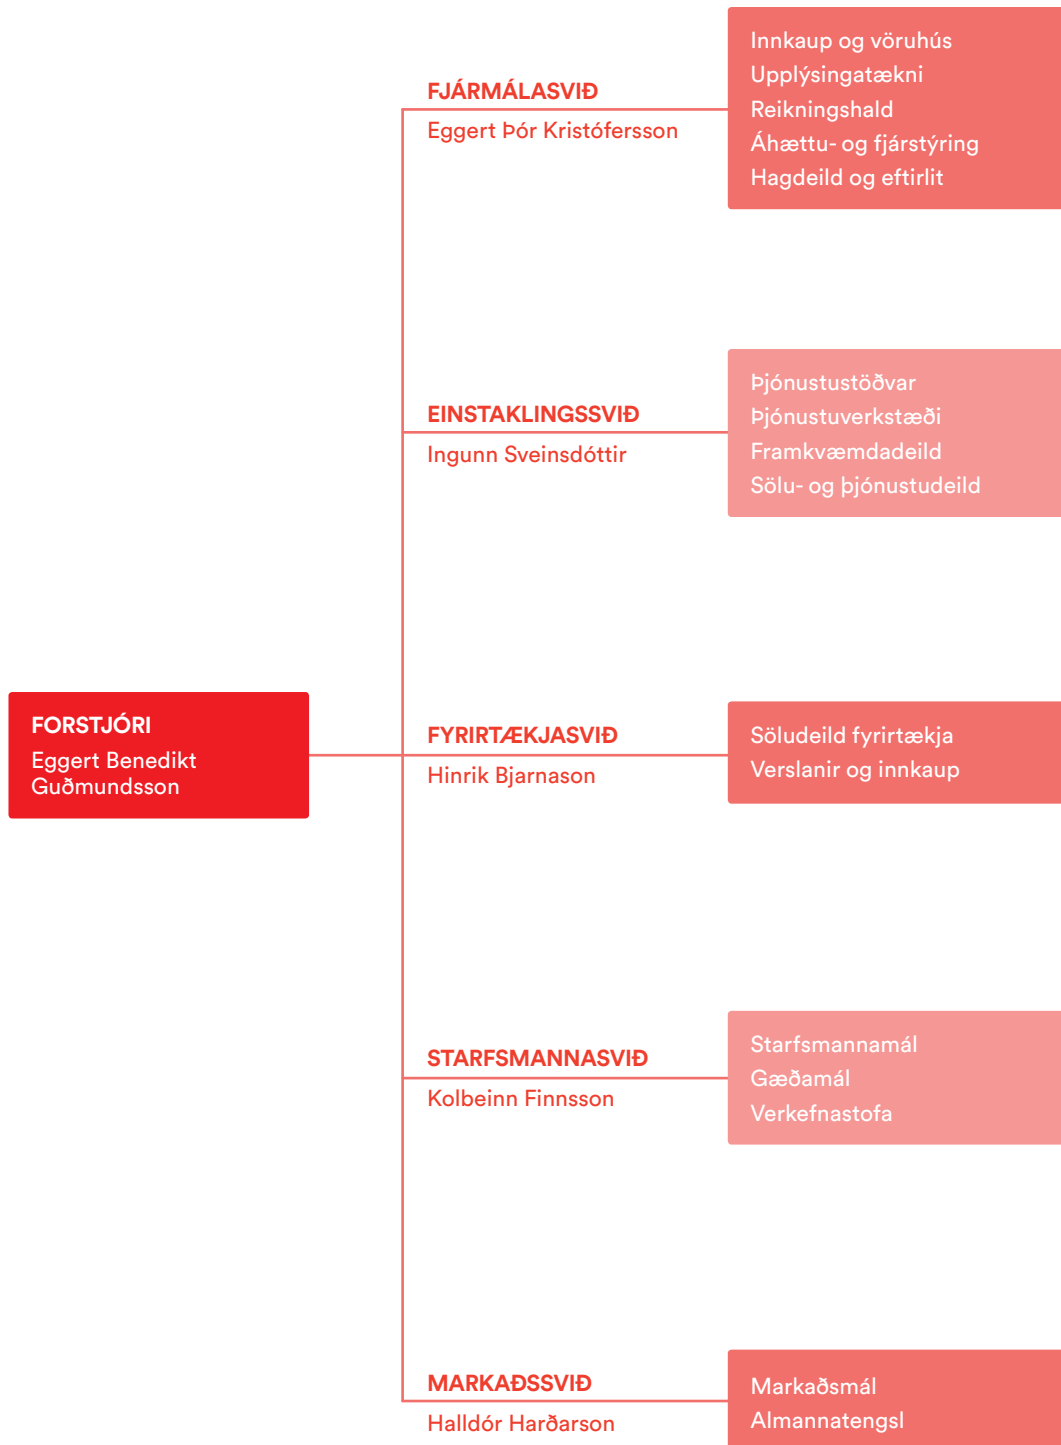 FJÁRMÁLASVIÐ
Eggert Þór Kristófersson
Innkaup og vöruhús
Upplýsingatækni
Reikningshald
Áhættu- og fjárstýring
Hagdeild og eftirlit
EINSTAKLINGSSVIÐ
Ingunn Sveinsdóttir
Þjónustustöðvar
Þjónustuverkstæði
Framkvæmdadeild
Sölu- og þjónustudeild
FORSTJÓRI
Eggert Benedikt
Guðmundsson
FYRIRTÆKJASVIÐ
Hinrik Bjarnason
Söludeild fyrirtækja
Verslanir og innkaup
STARFSMANNASVIÐ
Kolbeinn Finnsson
Starfsmannamál
Gæðamál
Verkefnastofa
MARKAÐSSVIÐ
Halldór Harðarson
Markaðsmál
Almannatengsl